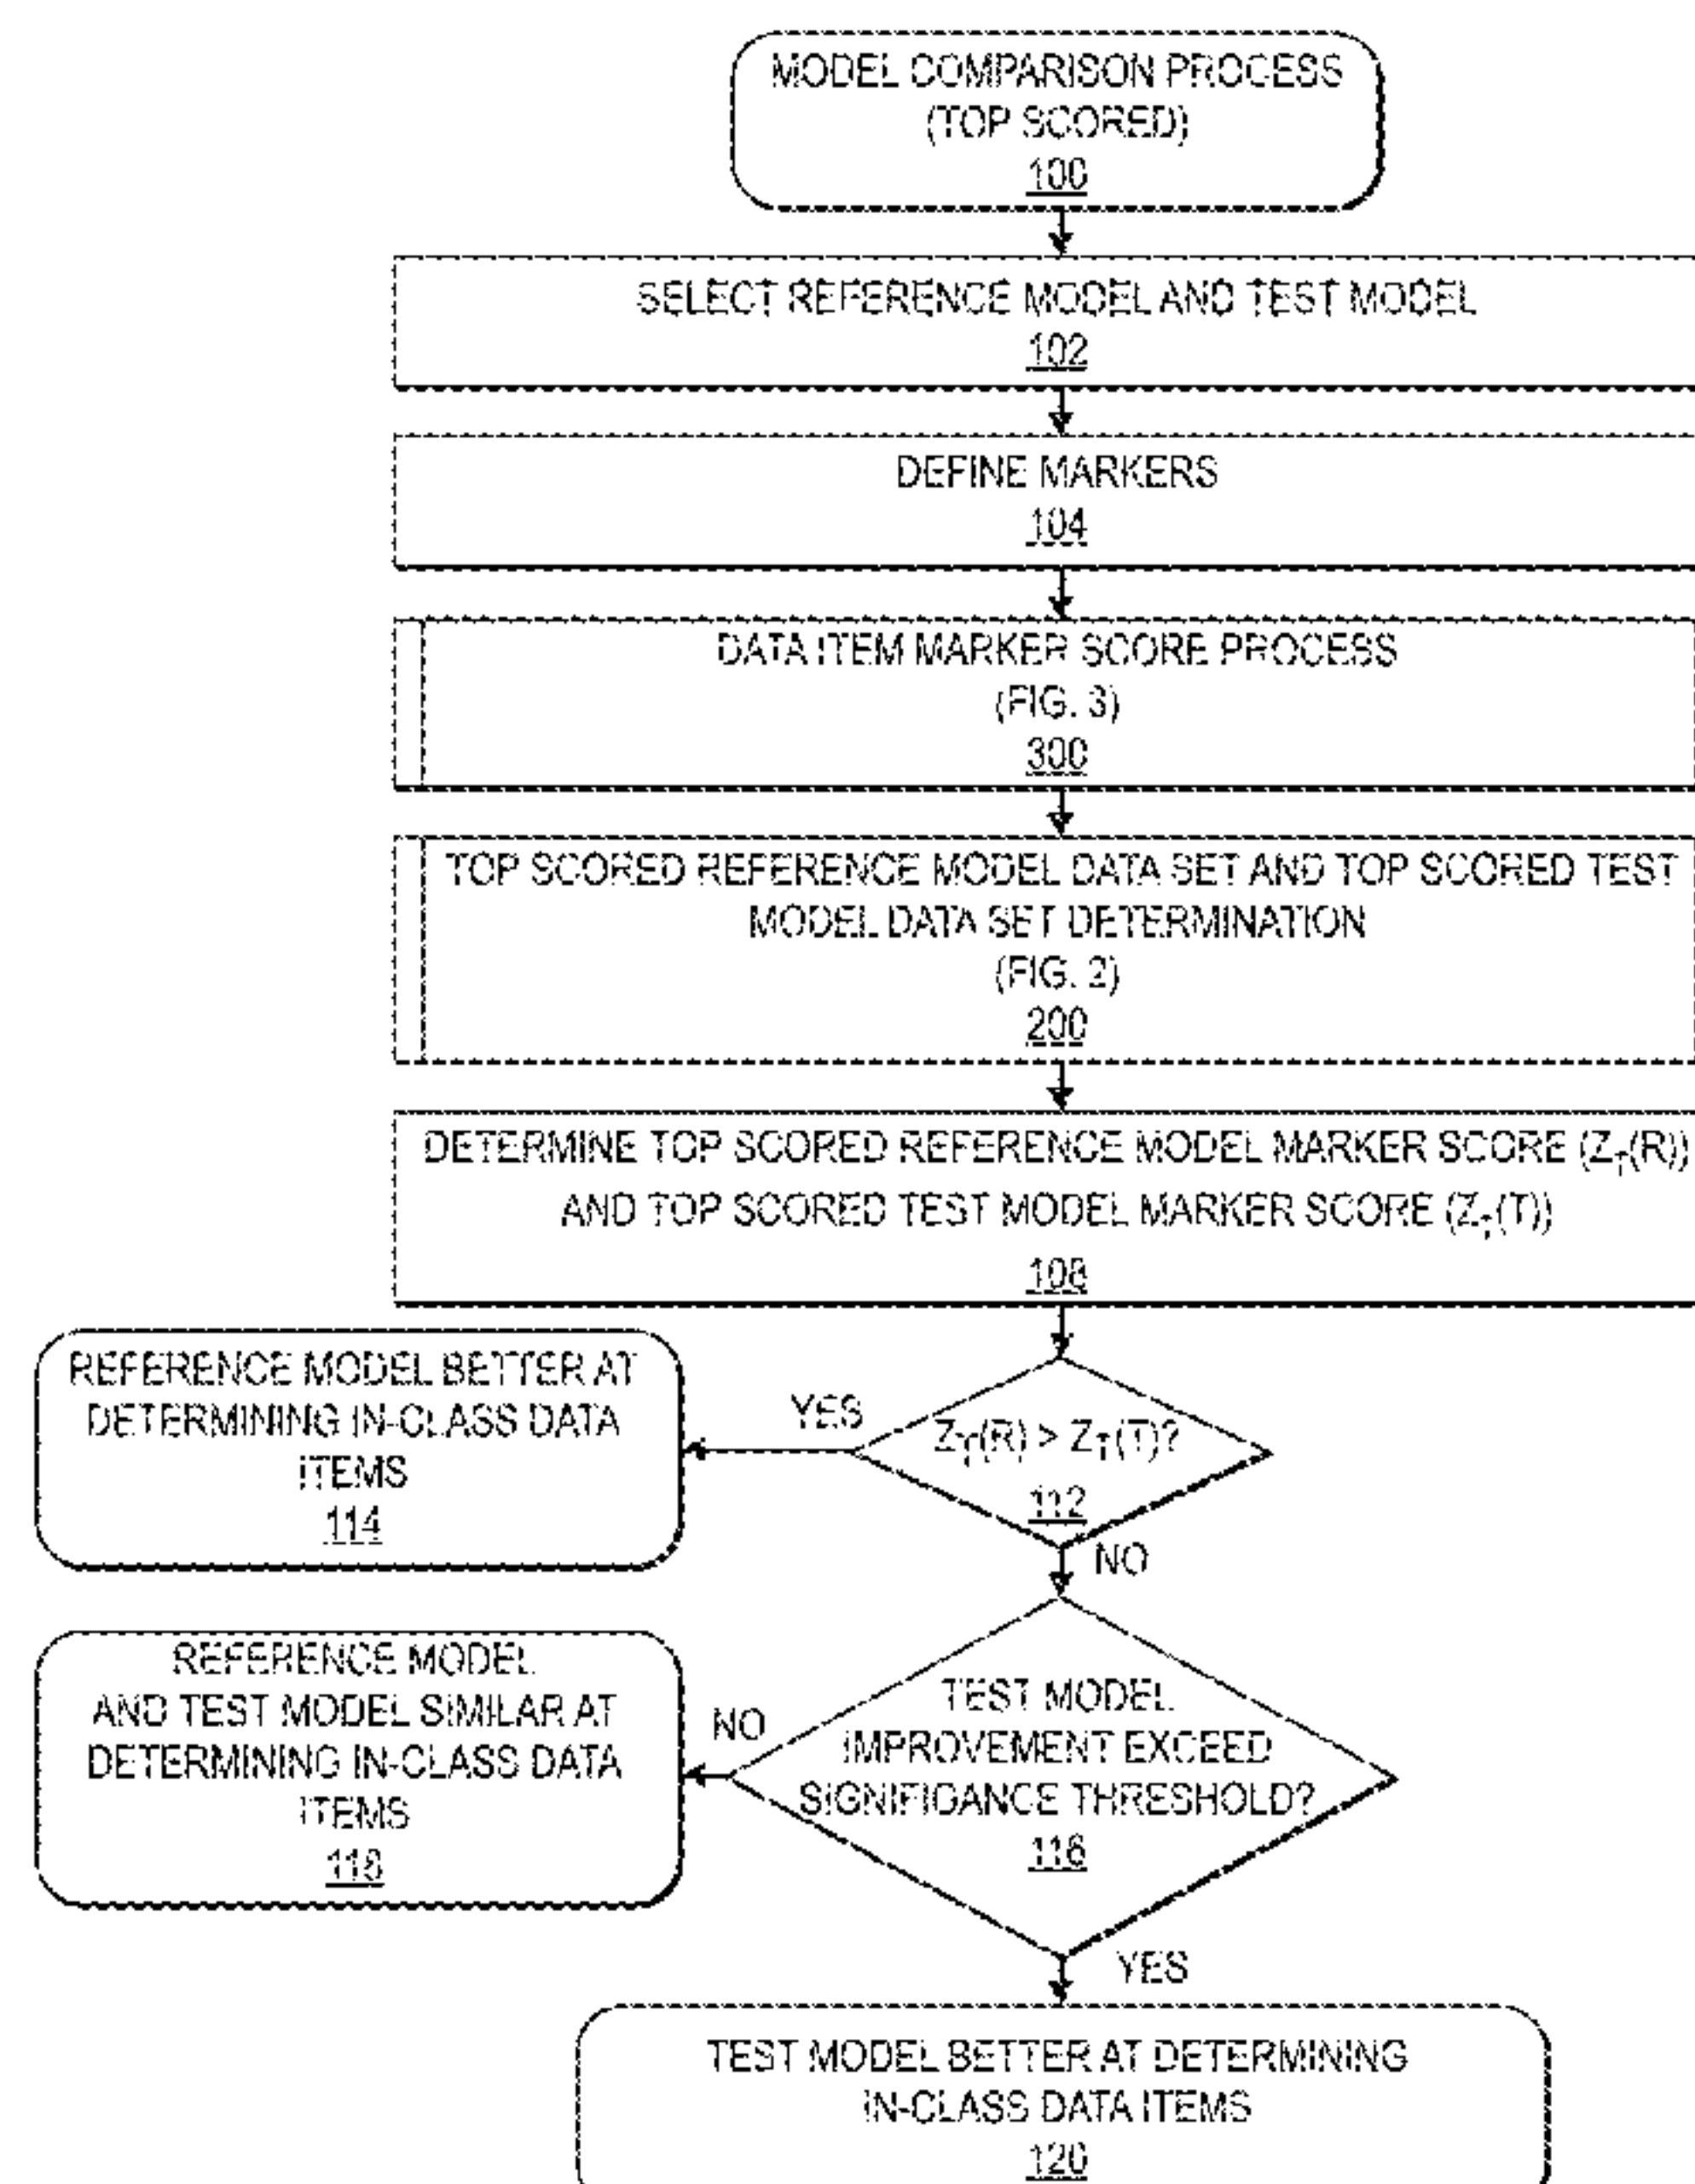 MODEL COMPARISON PROCESS
(TOP SCORED)
100
SELECT REFERENCE MODEL AND TEST MODEL
102
DEFINE MARKERS
104
DATA ITEM MARKER SCORE PROCESS
(FIG. 3)
300
TOP SCORED REFERENCE MODEL DATA SET AND TOP SCORED TEST
MODEL DATA SET DETERMINATION
(FIG. 2)
200
DETERMINE TOP SCORED REFERENCE MODEL MARKER SCORE (Z_T(R))
AND TOP SCORED TEST MODEL MARKER SCORE (Z_T(T))
108
REFERENCE MODEL BETTER AT
DETERMINING IN-CLASS DATA
ITEMS
114
YES
Z_T(R) > Z_T(T)?
112
NO
REFERENCE MODEL
AND TEST MODEL SIMILAR AT
DETERMINING IN-CLASS DATA
ITEMS
118
NO
TEST MODEL
IMPROVEMENT EXCEED
SIGNIFICANCE THRESHOLD?
116
YES
TEST MODEL BETTER AT DETERMINING
IN-CLASS DATA ITEMS
120